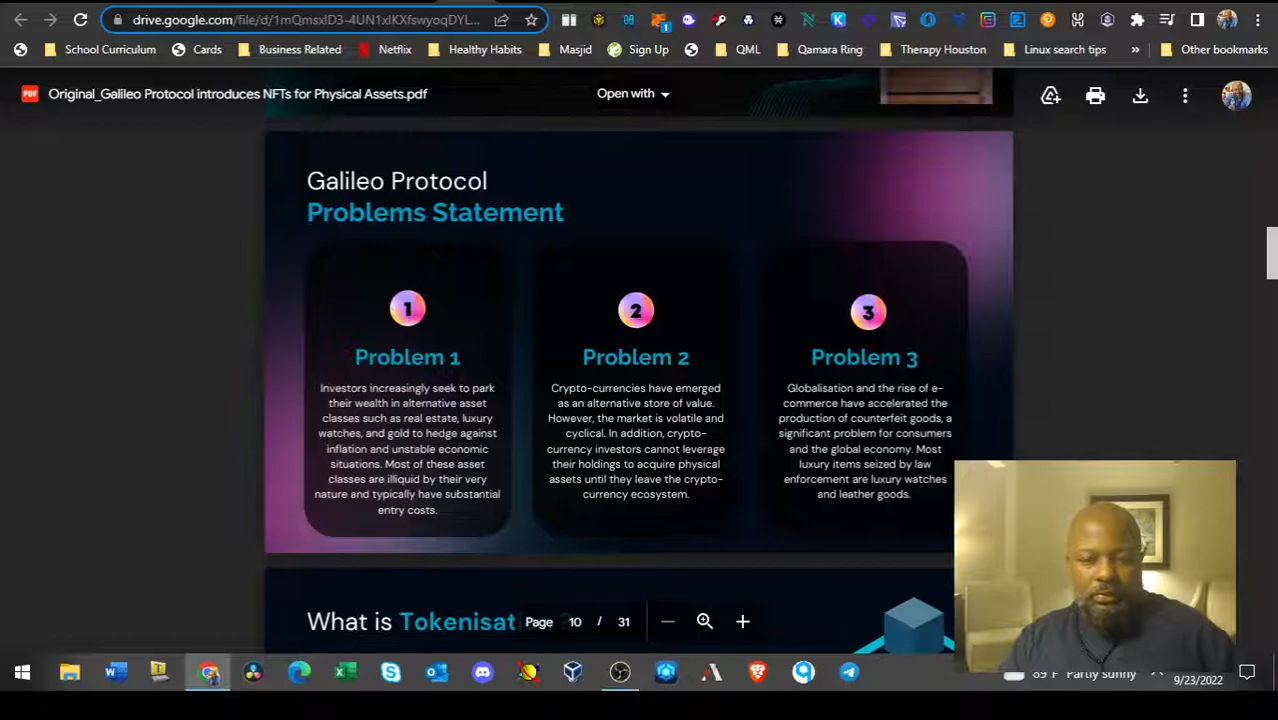 drive.google.com/file/d/1mQmsxlD3-4UN1xlKXfswyoqDYL...
School Curriculum
Cards
Business Related
Netflix
Healthy Habits
Masjid
Sign Up
QML
Qamara Ring
Therapy Houston
Linux search tips
»
Other bookmarks
PDF
Original_Galileo Protocol introduces NFTs for Physical Assets.pdf
Open with
Galileo Protocol
Problems Statement
1
Problem 1
Investors increasingly seek to park
their wealth in alternative asset
classes such as real estate, luxury
watches, and gold to hedge against
inflation and unstable economic
situations. Most of these asset
classes are illiquid by their very
nature and typically have substantial
entry costs.
2
Problem 2
Crypto-currencies have emerged
as an alternative store of value.
However, the market is volatile and
cyclical. In addition, crypto-
currency investors cannot leverage
their holdings to acquire physical
assets until they leave the crypto-
currency ecosystem.
3
Problem 3
Globalisation and the rise of e-
commerce have accelerated the
production of counterfeit goods, a
significant problem for consumers
and the global economy. Most
luxury items seized by law
enforcement are luxury watches
and leather goods.
What is Tokenisat
Page 10 / 31
89°F Partly sunny
9/23/2022